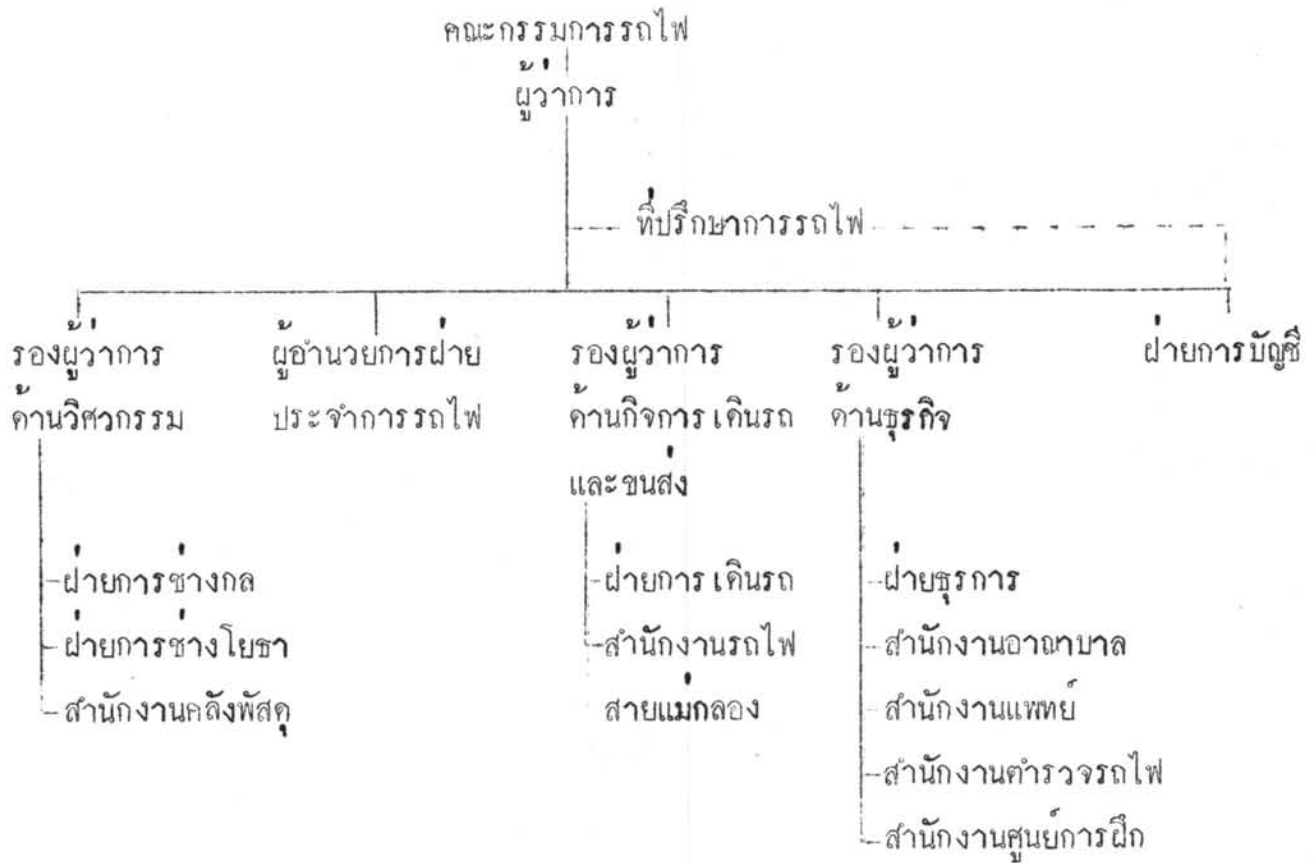 คณะกรรมการรถไฟ
ผู้ว่าการ
ที่ปรึกษาการรถไฟ
รองผู้ว่าการ
ด้านวิศวกรรม
ผู้อำนวยการฝ่าย
ประจำการรถไฟ
รองผู้ว่าการ
ด้านกิจการเดินรถ
และขนส่ง
รองผู้ว่าการ
ด้านธุรกิจ
ฝ่ายการบัญชี
ฝ่ายการช่างกล
ฝ่ายการช่างโยธา
สำนักงานคลังพัสดุ
ฝ่ายการเดินรถ
สำนักงานรถไฟ
สายแม่กลอง
ฝ่ายธุรการ
สำนักงานอาณาบาล
สำนักงานแพทย์
สำนักงานตำรวจรถไฟ
สำนักงานศูนย์การฝึก